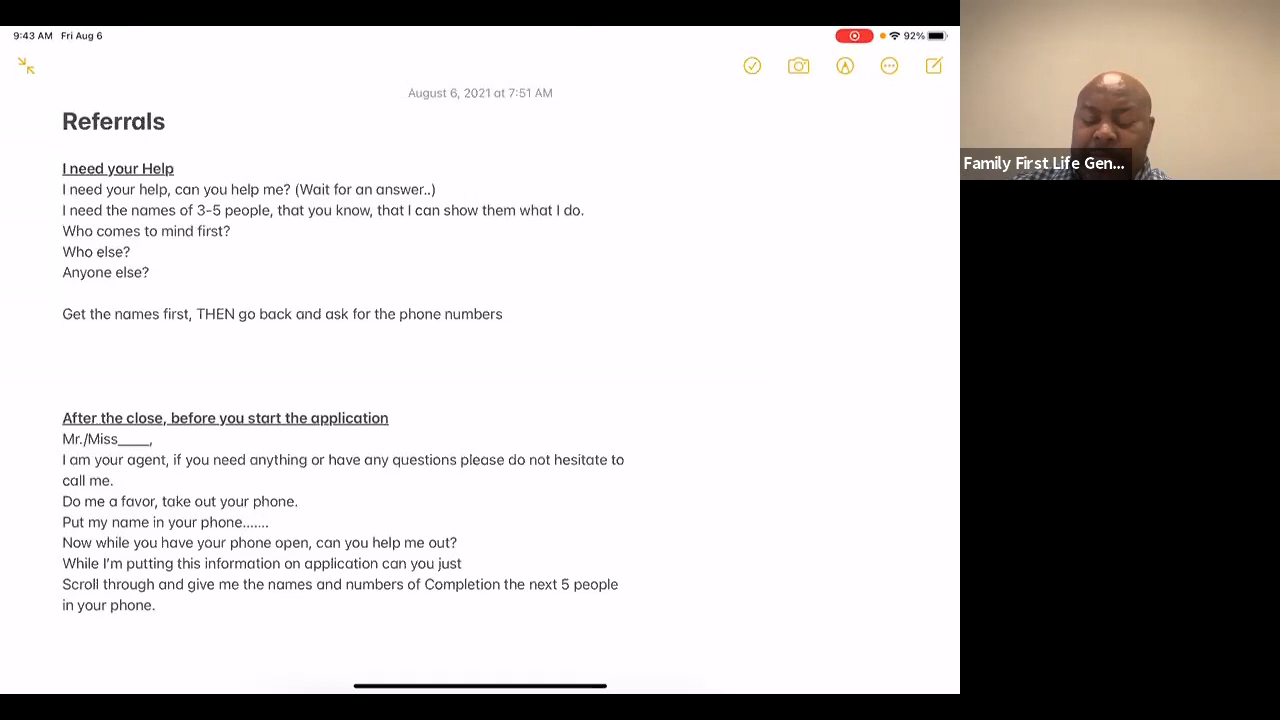 9:43 AM Fri Aug 6
92%
August 6, 2021 at 7:51 AM
Referrals
I need your Help
I need your help, can you help me? (Wait for an answer..)
I need the names of 3-5 people, that you know, that I can show them what I do.
Who comes to mind first?
Who else?
Anyone else?
Get the names first, THEN go back and ask for the phone numbers
After the close, before you start the application
Mr./Miss____,
I am your agent, if you need anything or have any questions please do not hesitate to
call me.
Do me a favor, take out your phone.
Put my name in your phone.......
Now while you have your phone open, can you help me out?
While I'm putting this information on application can you just
Scroll through and give me the names and numbers of Completion the next 5 people
in your phone.
Family First Life Gen...